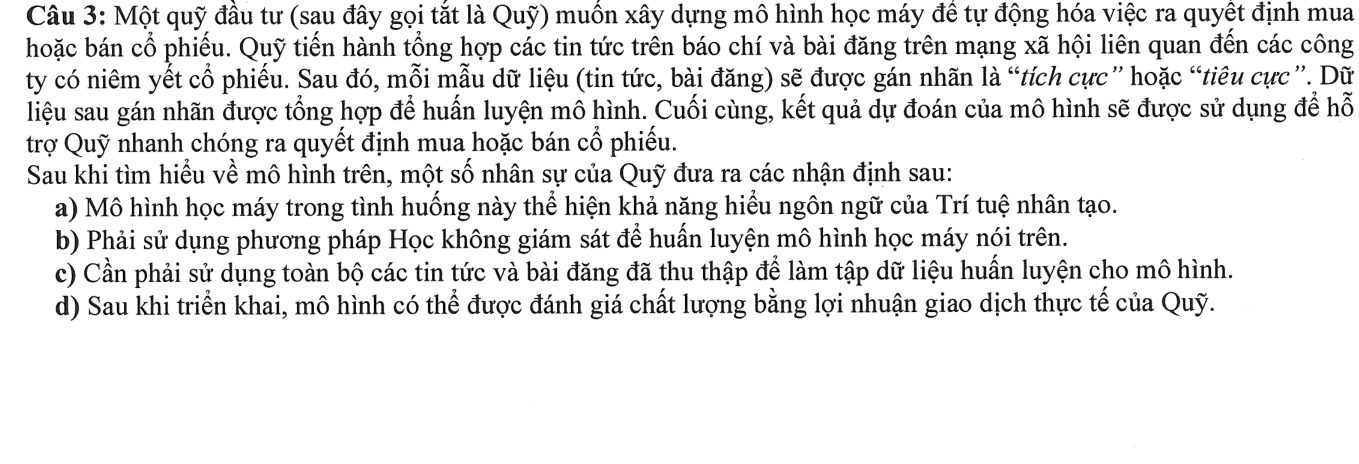 Câu 3: Một quỹ đầu tư (sau đây gọi tắt là Quỹ) muốn xây dựng mô hình học máy để tự động hóa việc ra quyết định mua
hoặc bán cổ phiếu. Quỹ tiến hành tổng hợp các tin tức trên báo chí và bài đăng trên mạng xã hội liên quan đến các công
ty có niêm yết cổ phiếu. Sau đó, mỗi mẫu dữ liệu (tin tức, bài đăng) sẽ được gán nhãn là “tích cực” hoặc “tiêu cực”. Dữ
liệu sau gán nhãn được tổng hợp để huấn luyện mô hình. Cuối cùng, kết quả dự đoán của mô hình sẽ được sử dụng để hỗ
trợ Quỹ nhanh chóng ra quyết định mua hoặc bán cổ phiếu.
Sau khi tìm hiểu về mô hình trên, một số nhân sự của Quỹ đưa ra các nhận định sau:
a) Mô hình học máy trong tình huống này thể hiện khả năng hiểu ngôn ngữ của Trí tuệ nhân tạo.
b) Phải sử dụng phương pháp Học không giám sát để huấn luyện mô hình học máy nói trên.
c) Cần phải sử dụng toàn bộ các tin tức và bài đăng đã thu thập để làm tập dữ liệu huấn luyện cho mô hình.
d) Sau khi triển khai, mô hình có thể được đánh giá chất lượng bằng lợi nhuận giao dịch thực tế của Quỹ.